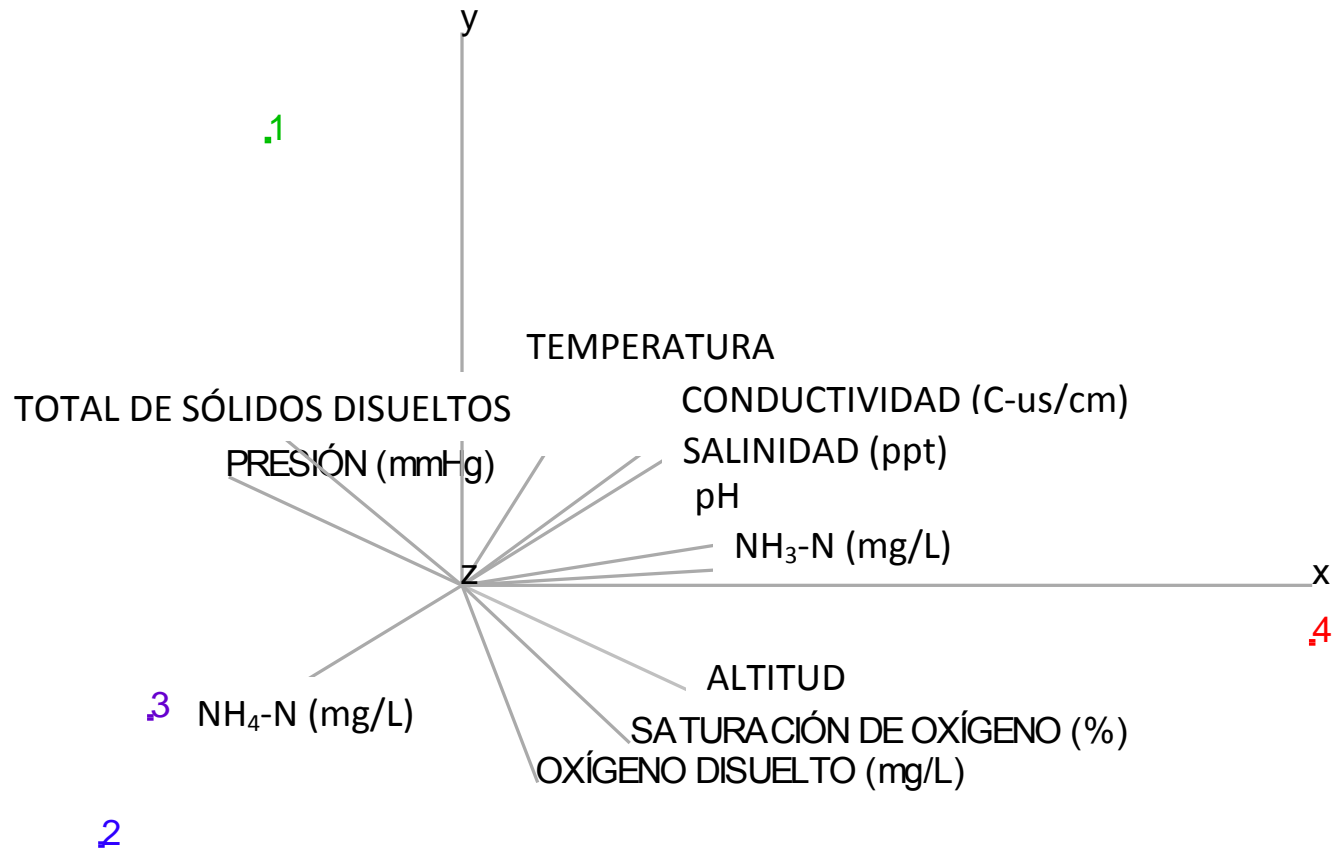 y
.1
TEMPERATURA
TOTAL DE SÓLIDOS DISUELTOS
CONDUCTIVIDAD (C-us/cm)
PRESIÓN (mmHg)
SALINIDAD (ppt)
pH
NH₃-N (mg/L)
z
x
.4
ALTITUD
.3
NH₄-N (mg/L)
SATURACIÓN DE OXÍGENO (%)
OXÍGENO DISUELTO (mg/L)
.2